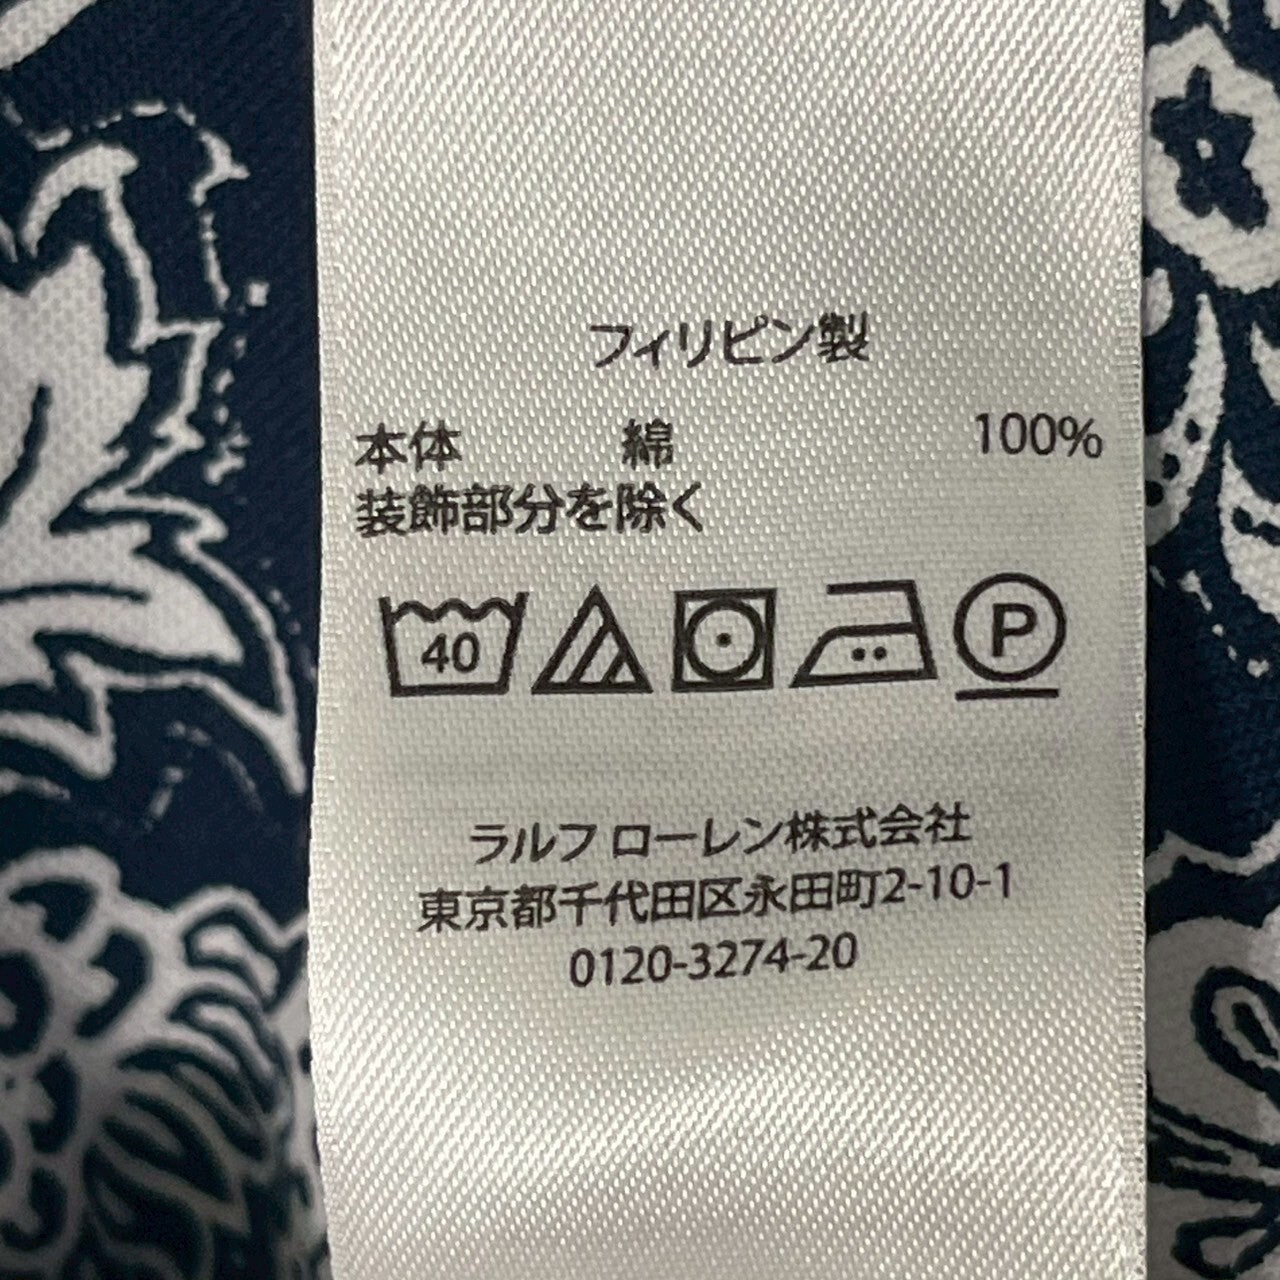 フィリピン製
本体 綿 100%
装飾部分を除く
40 P
ラルフ ローレン株式会社
東京都千代田区永田町2-10-1
0120-3274-20